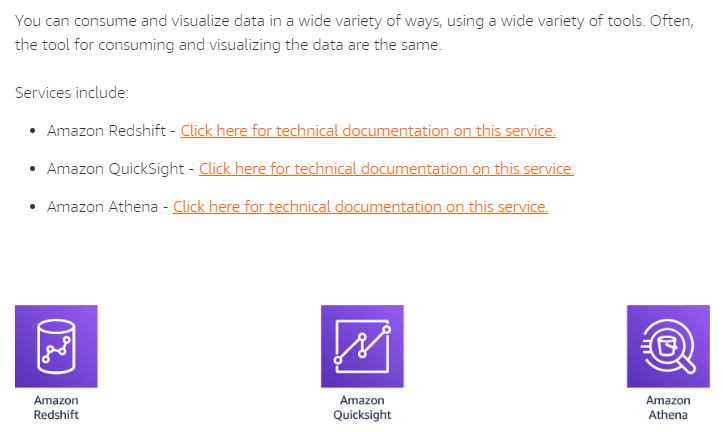 You can consume and visualize data in a wide variety of ways, using a wide variety of tools. Often,
the tool for consuming and visualizing the data are the same.
Services include:
• Amazon Redshift - Click here for technical documentation on this service.
• Amazon QuickSight - Click here for technical documentation on this service.
• Amazon Athena - Click here for technical documentation on this service.
Amazon
Redshift
Amazon
Quicksight
Amazon
Athena